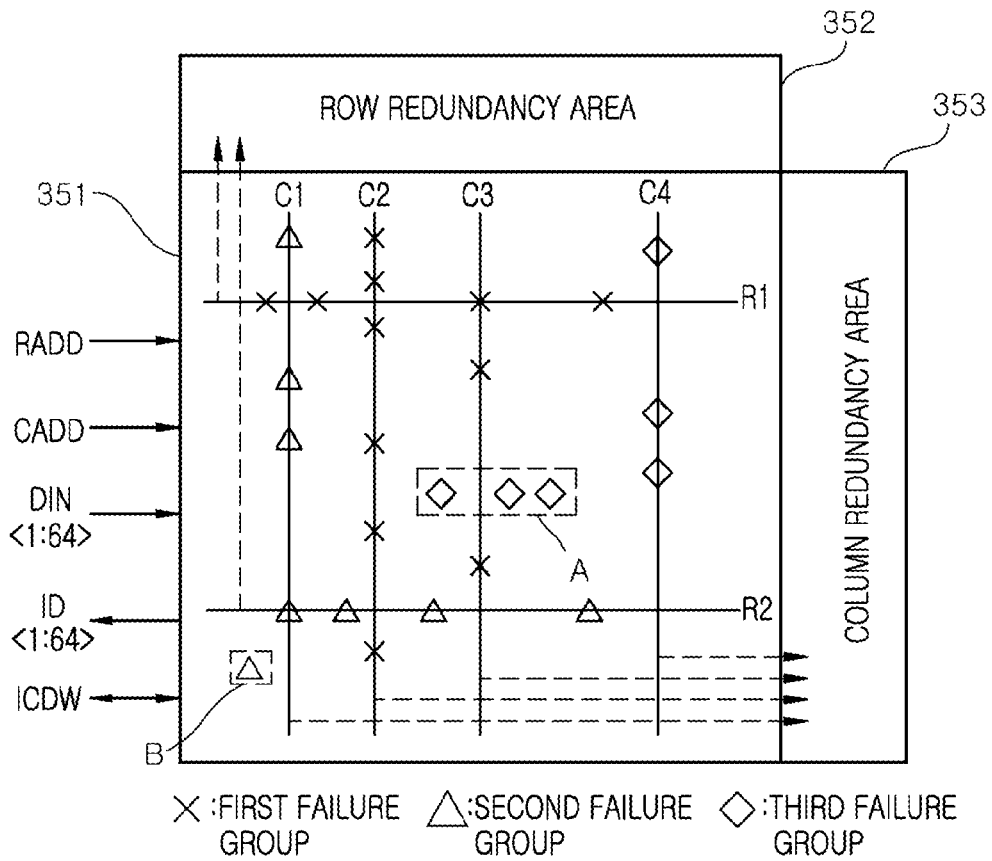 352
ROW REDUNDANCY AREA
353
351
C1 C2 C3 C4
R1
RADD
CADD
DIN
<1:64>
A
ID
<1:64>
R2
ICDW
B
COLUMN REDUNDANCY AREA
:FIRST FAILURE
GROUP
:SECOND FAILURE
GROUP
:THIRD FAILURE
GROUP